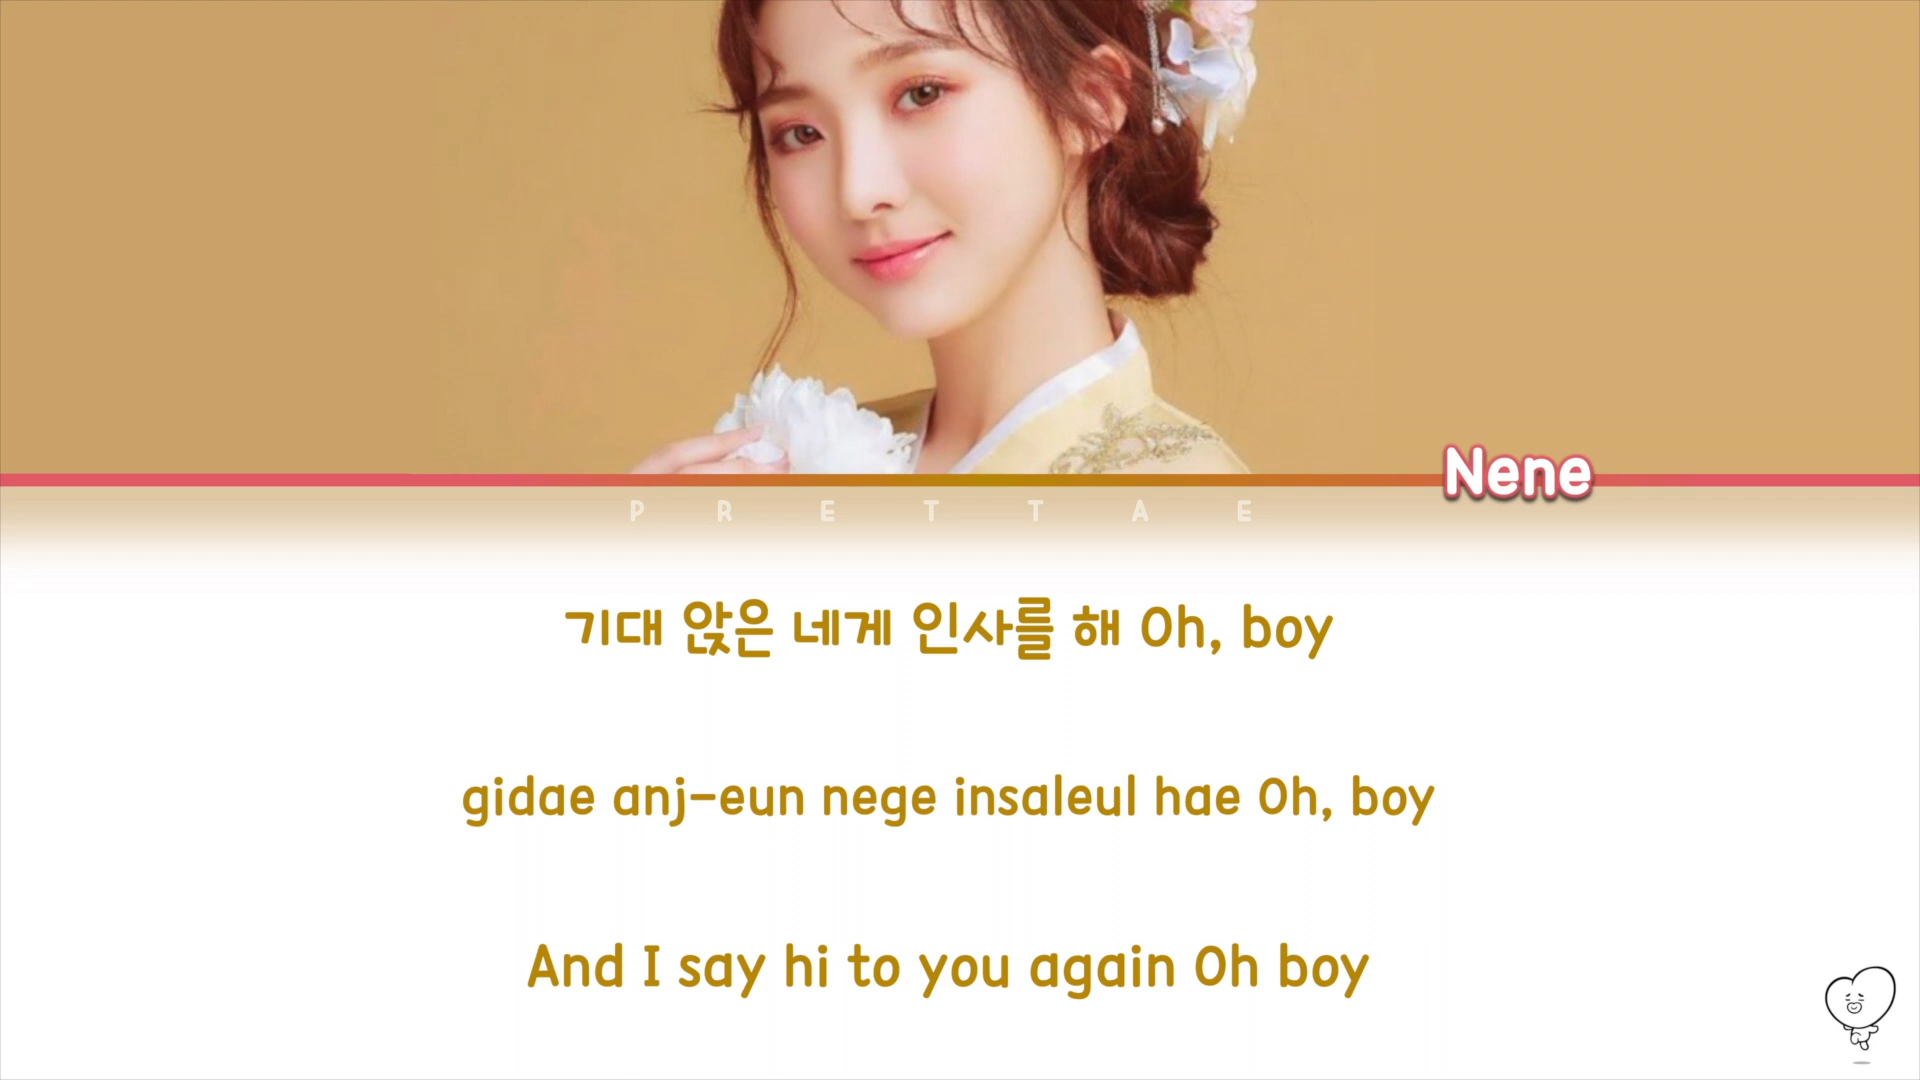 Nene
PRETTAE
기대 앉은 네게 인사를 해 Oh, boy
gidae anj-eun nege insaleul hae Oh, boy
And I say hi to you again Oh boy